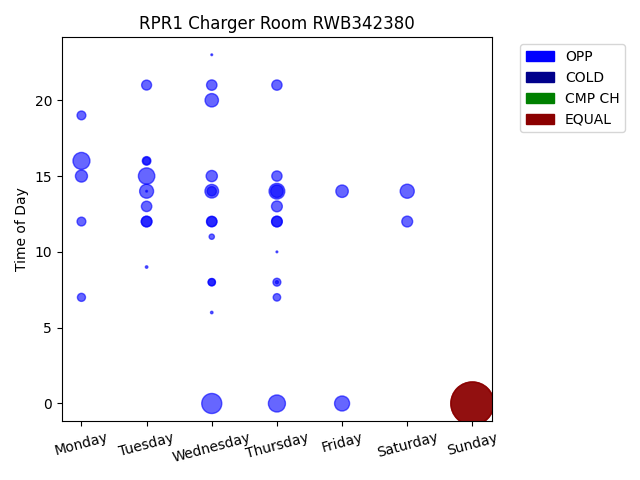 RPR1 Charger Room RWB342380
OPP
COLD
CMP CH
EQUAL
Time of Day
20
15
10
5
0
Monday
Tuesday
Wednesday
Thursday
Friday
Saturday
Sunday